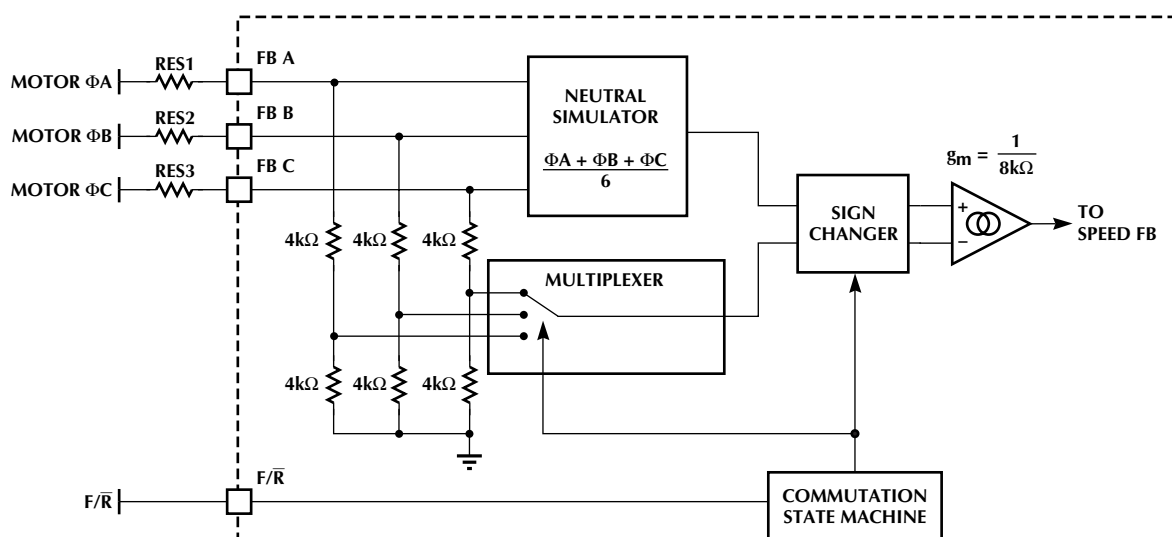 MOTOR ΦA
RES1
FB A
MOTOR ΦB
RES2
FB B
MOTOR ΦC
RES3
FB C
NEUTRAL
SIMULATOR
ΦA + ΦB + ΦC
6
gm = 1
8kΩ
SIGN
CHANGER
+
−
TO
SPEED FB
4kΩ 4kΩ 4kΩ
MULTIPLEXER
4kΩ 4kΩ 4kΩ
F/R̅
F/R̅
COMMUTATION
STATE MACHINE